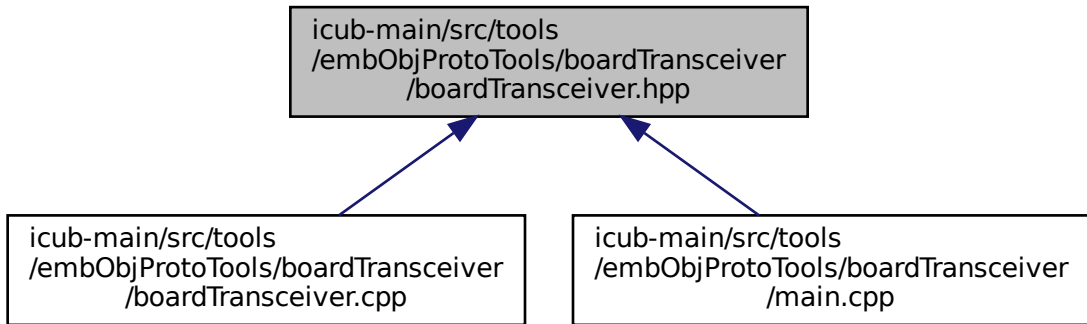 icub-main/src/tools
/embObjProtoTools/boardTransceiver
/boardTransceiver.hpp
icub-main/src/tools
/embObjProtoTools/boardTransceiver
/boardTransceiver.cpp
icub-main/src/tools
/embObjProtoTools/boardTransceiver
/main.cpp